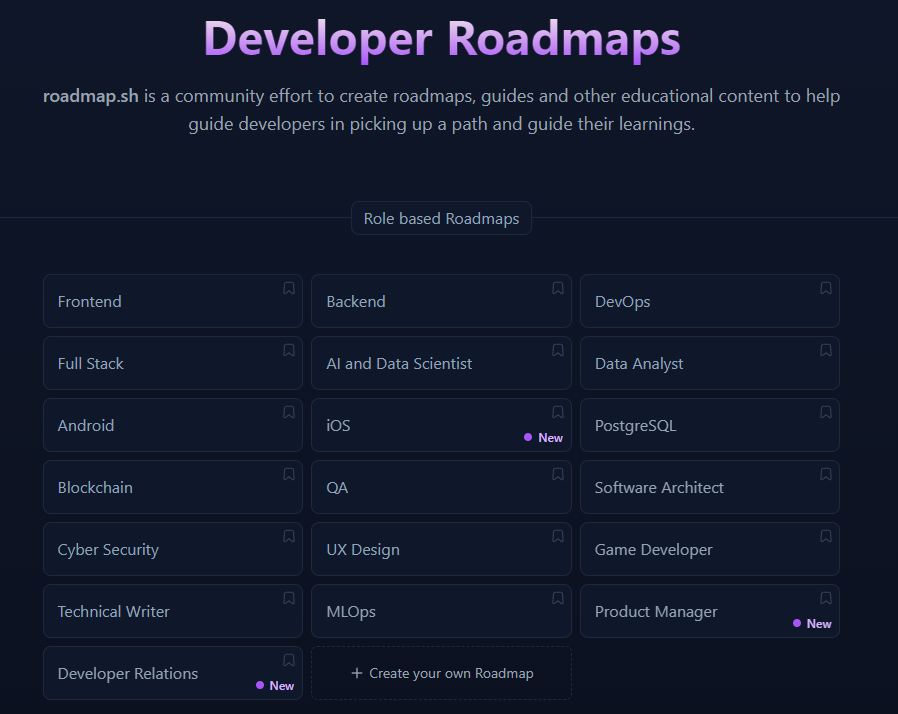 Developer Roadmaps
roadmap.sh is a community effort to create roadmaps, guides and other educational content to help
guide developers in picking up a path and guide their learnings.
Role based Roadmaps
Frontend
Backend
DevOps
Full Stack
AI and Data Scientist
Data Analyst
Android
iOS
New
PostgreSQL
Blockchain
QA
Software Architect
Cyber Security
UX Design
Game Developer
Technical Writer
MLOps
Product Manager
New
Developer Relations
New
+ Create your own Roadmap